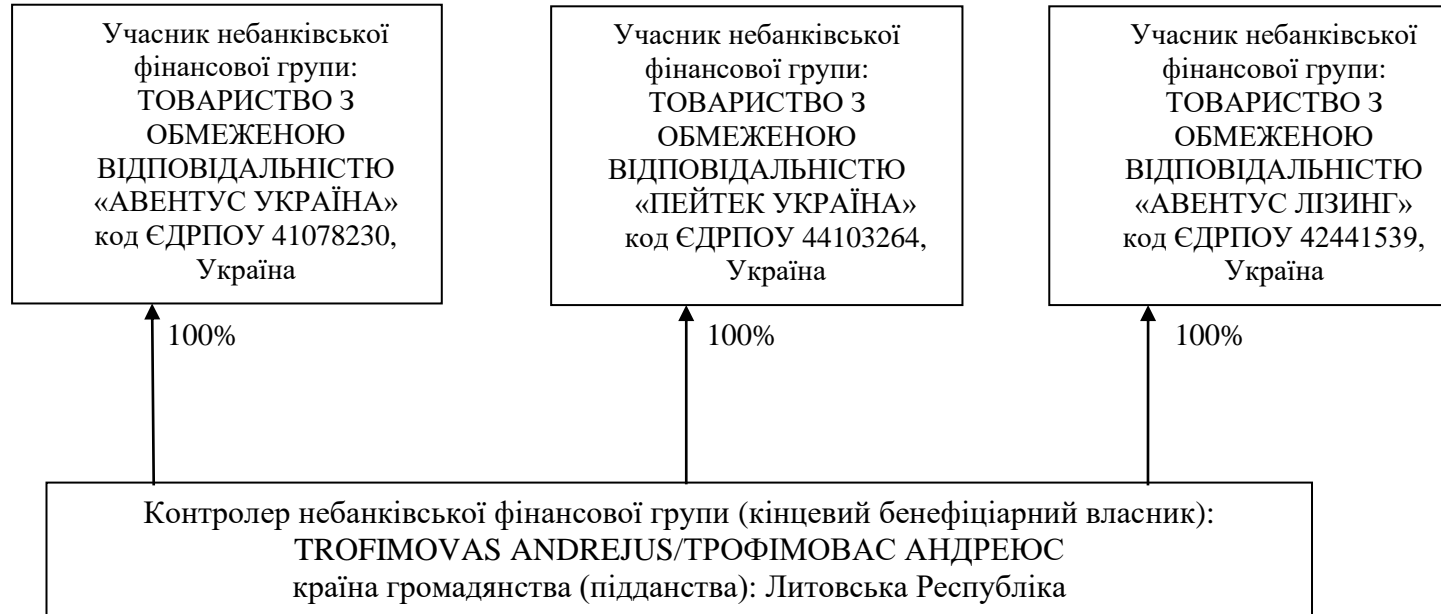 Учасник небанківської
фінансової групи:
ТОВАРИСТВО З
ОБМЕЖЕНОЮ
ВІДПОВІДАЛЬНІСТЮ
«АВЕНТУС УКРАЇНА»
код ЄДРПОУ 41078230,
Україна
Учасник небанківської
фінансової групи:
ТОВАРИСТВО З
ОБМЕЖЕНОЮ
ВІДПОВІДАЛЬНІСТЮ
«ПЕЙТЕК УКРАЇНА»
код ЄДРПОУ 44103264,
Україна
Учасник небанківської
фінансової групи:
ТОВАРИСТВО З
ОБМЕЖЕНОЮ
ВІДПОВІДАЛЬНІСТЮ
«АВЕНТУС ЛІЗИНГ»
код ЄДРПОУ 42441539,
Україна
100%
100%
100%
Контролер небанківської фінансової групи (кінцевий бенефіціарний власник):
TROFIMOVAS ANDREJUS/ТРОФІМОВАС АНДРЕЮС
країна громадянства (підданства): Литовська Республіка